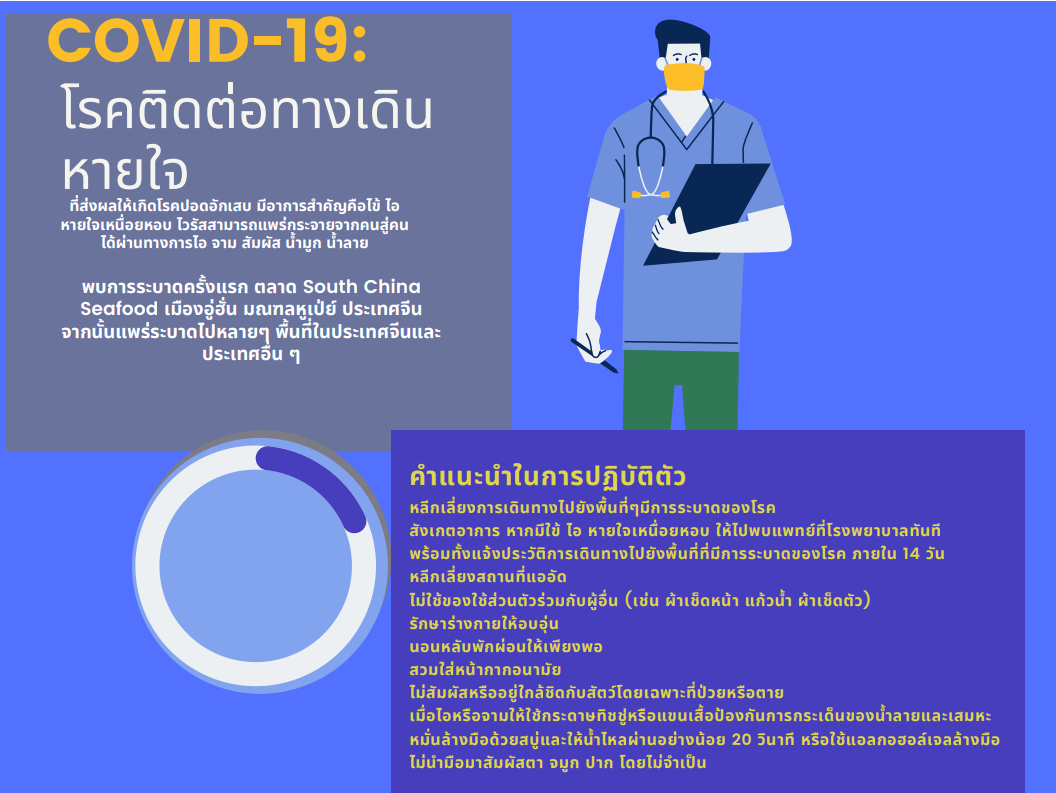 COVID-19:
โรคติดต่อทางเดิน
หายใจ
ที่ส่งผลให้เกิดโรคปอดอักเสบ มีอาการสำคัญคือไข้ ไอ
หายใจเหนื่อยหอบ ไวรัสสามารถแพร่กระจายจากคนสู่คน
ได้ผ่านทางการไอ จาม สัมผัส น้ำมูก น้ำลาย
พบการระบาดครั้งแรก ตลาด South China
Seafood เมืองอู่ฮั่น มณฑลหูเป่ย์ ประเทศจีน
จากนั้นแพร่ระบาดไปหลายๆ พื้นที่ในประเทศจีนและ
ประเทศอื่น ๆ
คำแนะนำในการปฏิบัติตัว
หลีกเลี่ยงการเดินทางไปยังพื้นที่ๆมีการระบาดของโรค
สังเกตอาการ หากมีไข้ ไอ หายใจเหนื่อยหอบ ให้ไปพบแพทย์ที่โรงพยาบาลทันที
พร้อมทั้งแจ้งประวัติการเดินทางไปยังพื้นที่ที่มีการระบาดของโรค ภายใน 14 วัน
หลีกเลี่ยงสถานที่แออัด
ไม่ใช้ของใช้ส่วนตัวร่วมกับผู้อื่น (เช่น ผ้าเช็ดหน้า แก้วน้ำ ผ้าเช็ดตัว)
รักษาร่างกายให้อบอุ่น
นอนหลับพักผ่อนให้เพียงพอ
สวมใส่หน้ากากอนามัย
ไม่สัมผัสหรืออยู่ใกล้ชิดกับสัตว์โดยเฉพาะที่ป่วยหรือตาย
เมื่อไอหรือจามให้ใช้กระดาษทิชชู่หรือแขนเสื้อป้องกันการกระเด็นของน้ำลายและเสมหะ
หมั่นล้างมือด้วยสบู่และให้น้ำไหลผ่านอย่างน้อย 20 วินาที หรือใช้แอลกอฮอล์เจลล้างมือ
ไม่นำมือมาสัมผัสตา จมูก ปาก โดยไม่จำเป็น